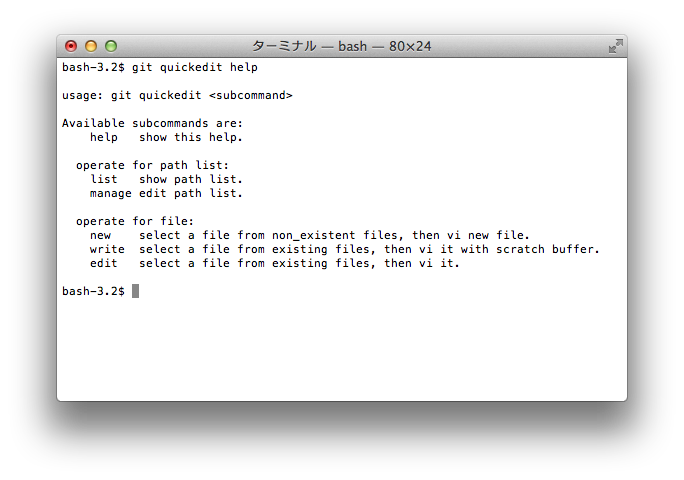 ターミナル — bash — 80×24
bash-3.2$ git quickedit help
usage: git quickedit <subcommand>
Available subcommands are:
help   show this help.
operate for path list:
list   show path list.
manage edit path list.
operate for file:
new    select a file from non_existent files, then vi new file.
write  select a file from existing files, then vi it with scratch buffer.
edit   select a file from existing files, then vi it.
bash-3.2$